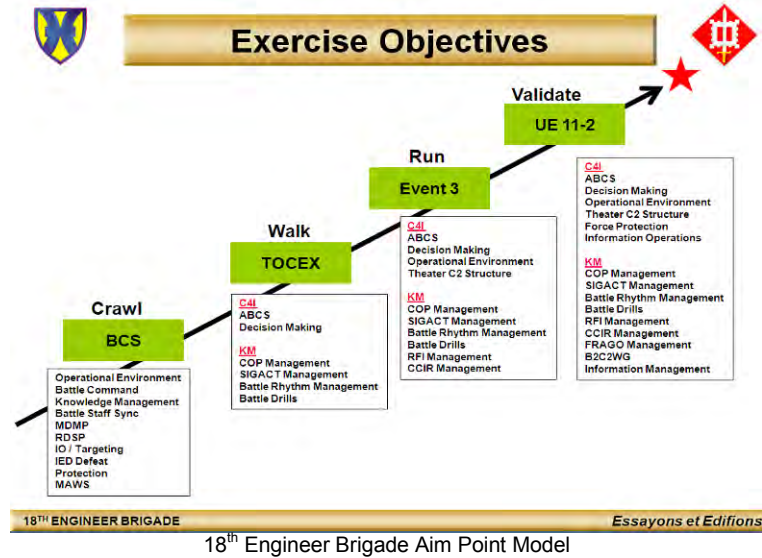 Exercise Objectives
Validate
UE 11-2
C4I
ABCS
Decision Making
Operational Environment
Theater C2 Structure
Force Protection
Information Operations
KM
COP Management
SIGACT Management
Battle Rhythm Management
Battle Drills
RFI Management
CCIR Management
FRAGO Management
B2C2WG
Information Management
Run
Event 3
C4I
ABCS
Decision Making
Operational Environment
Theater C2 Structure
KM
COP Management
SIGACT Management
Battle Rhythm Management
Battle Drills
RFI Management
CCIR Management
Walk
TOCEX
C4I
ABCS
Decision Making
KM
COP Management
SIGACT Management
Battle Rhythm Management
Battle Drills
Crawl
BCS
Operational Environment
Battle Command
Knowledge Management
Battle Staff Sync
MDMP
RDSP
IO / Targeting
IED Defeat
Protection
MAWS
18TH ENGINEER BRIGADE
Essayons et Edifions
18th Engineer Brigade Aim Point Model